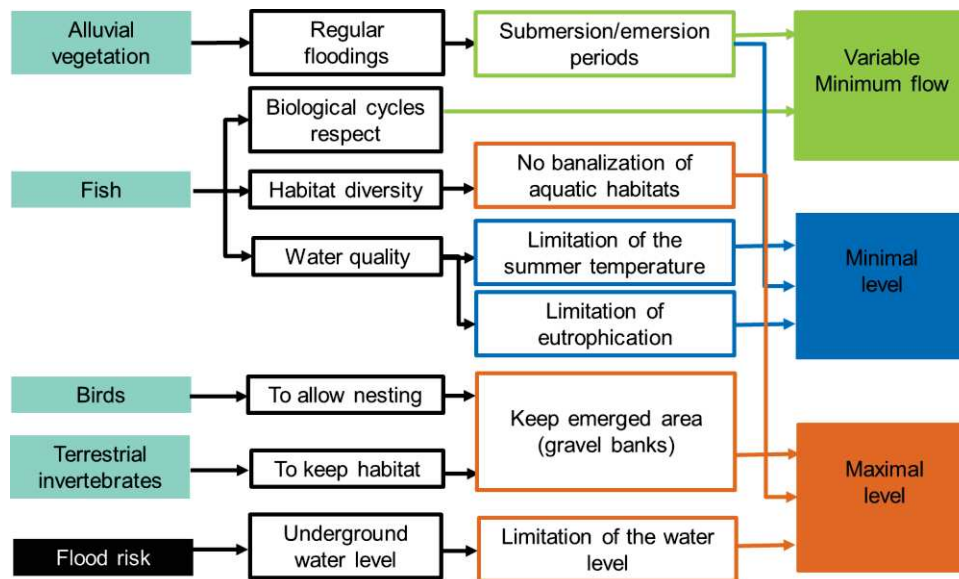 Alluvial
vegetation
Regular
floodings
Submersion/emersion
periods
Variable
Minimum flow
Biological cycles
respect
Fish
Habitat diversity
No banalization of
aquatic habitats
Water quality
Limitation of the
summer temperature
Minimal
level
Limitation of
eutrophication
Birds
To allow nesting
Keep emerged area
(gravel banks)
Terrestrial
invertebrates
To keep habitat
Maximal
level
Flood risk
Underground
water level
Limitation of the water
level